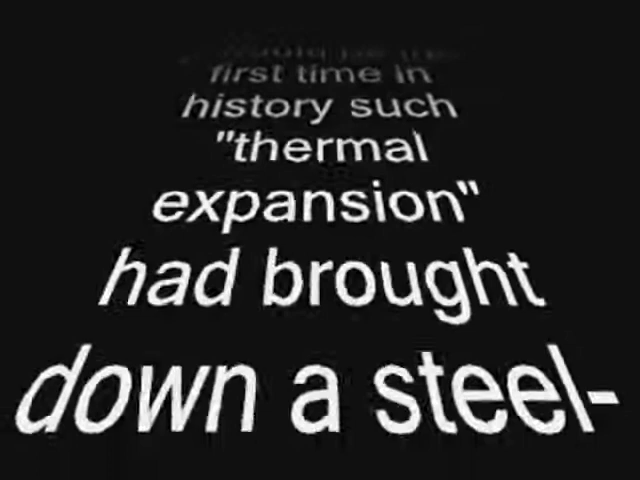 first time in
history such
"thermal
expansion"
had brought
down a steel-